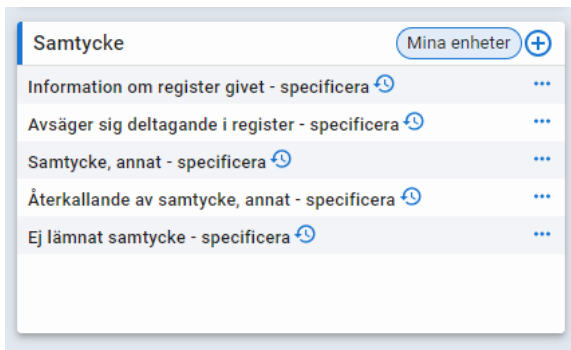 Samtycke
Mina enheter
Information om register givet - specificera
Avsäger sig deltagande i register - specificera
Samtycke, annat - specificera
Återkallande av samtycke, annat - specificera
Ej lämnat samtycke - specificera